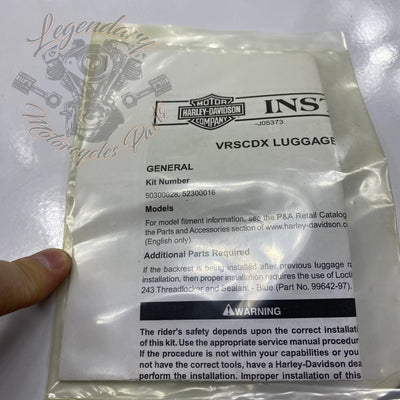 Legendary
Motorcycles Parts
MOTOR
HARLEY-DAVIDSON
COMPANY
INST
-J05373
VRSCDX LUGGAGE
GENERAL
Kit Number
50300026, 52300016
Models
For model fitment information, see the P&A Retail Catalog
the Parts and Accessories section of www.harley-davidson.c
(English only).
Additional Parts Required
If the backrest is being installed after previous luggage ra
installation, then proper installation requires the use of Locti
243 Threadlocker and Sealant - Blue (Part No. 99642-97).
WARNING
The rider's safety depends upon the correct installati
of this kit. Use the appropriate service manual procedur
If the procedure is not within your capabilities or you
not have the correct tools, have a Harley-Davidson dea
perform the installation. Improper installation of this